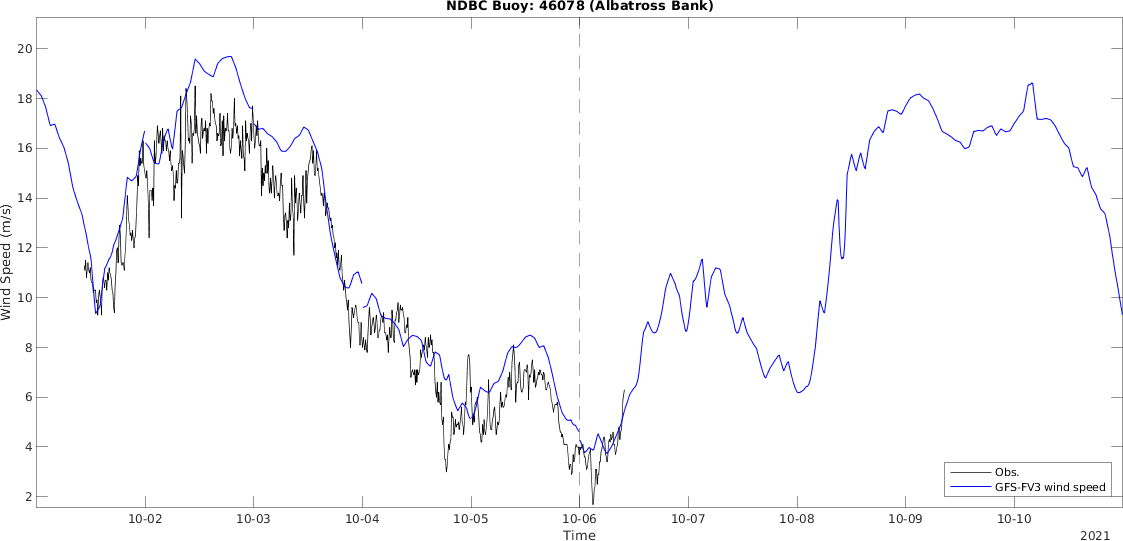 NDBC Buoy: 46078 (Albatross Bank)
Wind Speed (m/s)
20
18
16
14
12
10
8
6
4
2
Obs.
GFS-FV3 wind speed
10-02 10-03 10-04 10-05 10-06 10-07 10-08 10-09 10-10
Time
2021